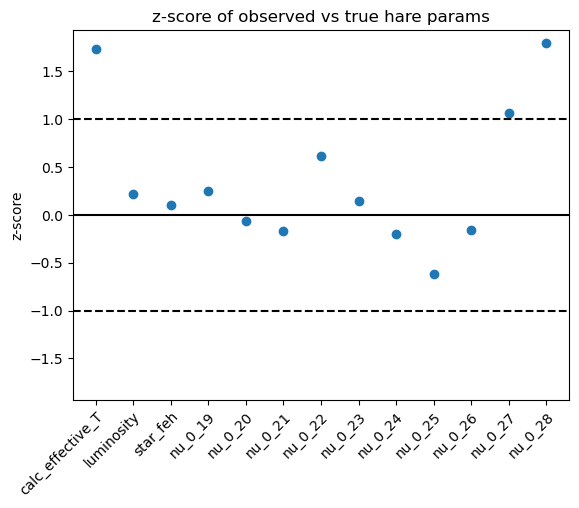 z-score of observed vs true hare params
z-score
1.5
1.0
0.5
0.0
−0.5
−1.0
−1.5
calc_effective_T
luminosity
star_feh
nu_0_19
nu_0_20
nu_0_21
nu_0_22
nu_0_23
nu_0_24
nu_0_25
nu_0_26
nu_0_27
nu_0_28